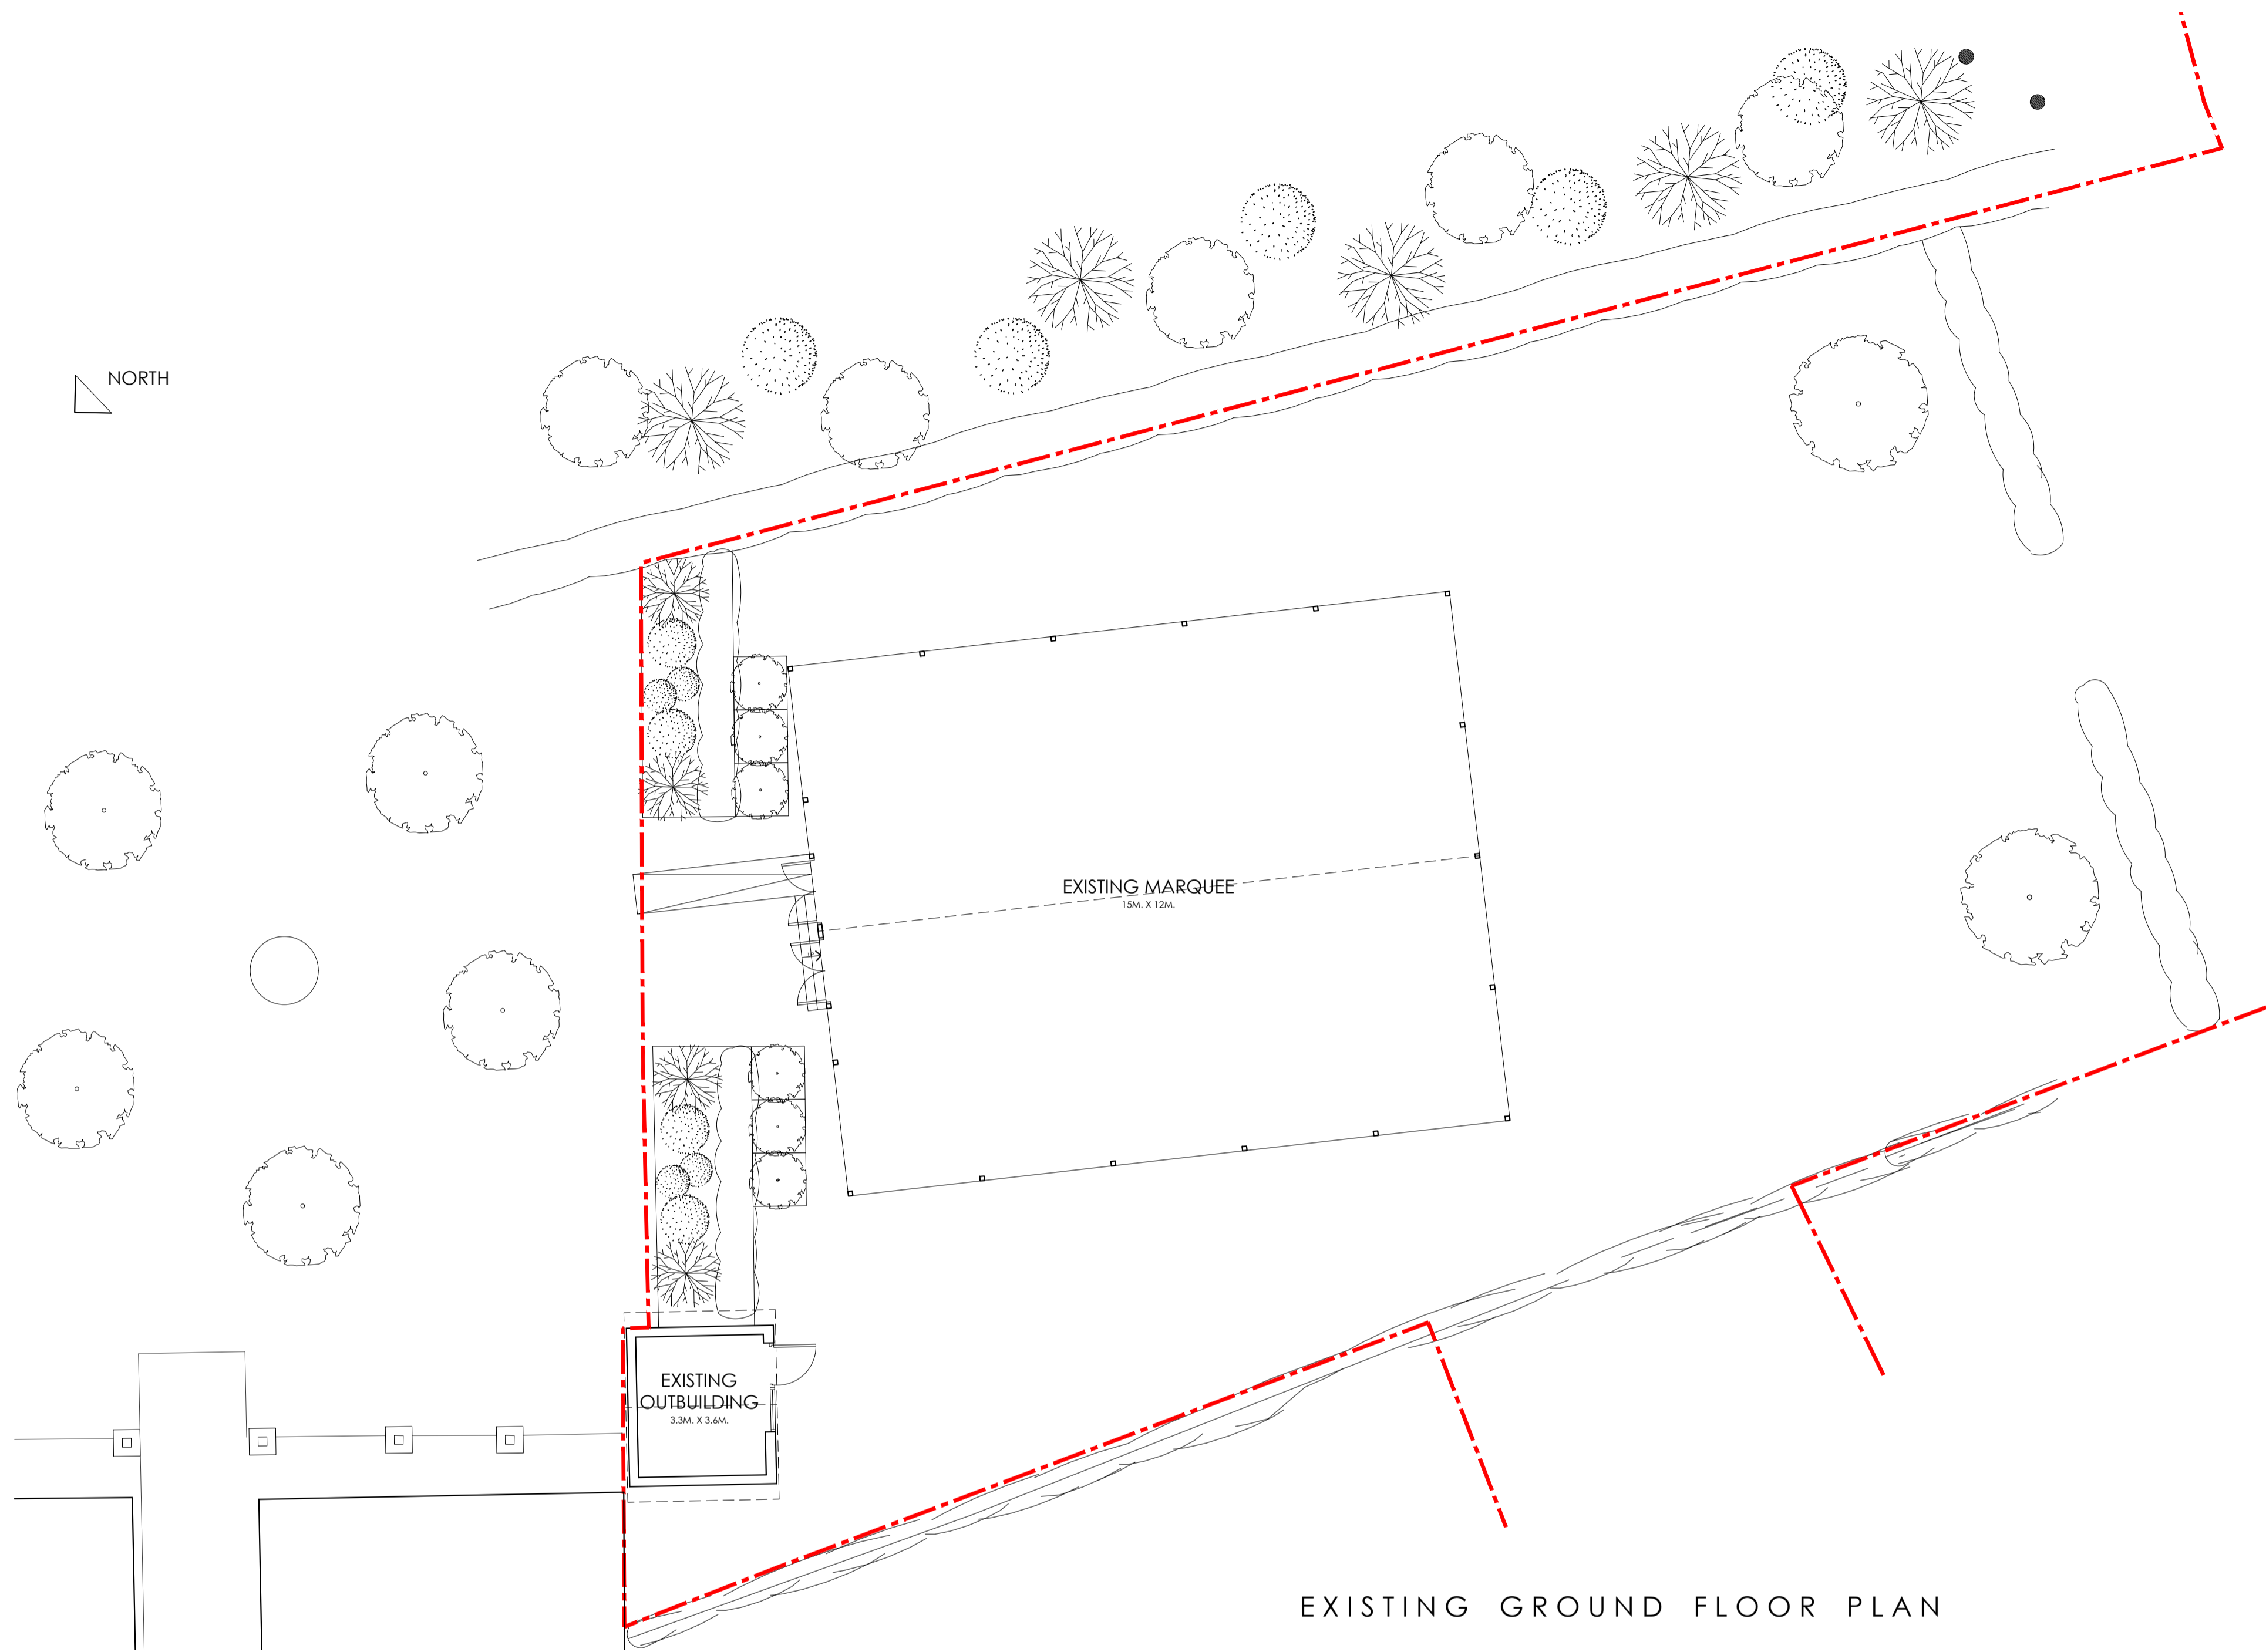 NORTH
EXISTING MARQUEE
15M. X 12M.
EXISTING
OUTBUILDING
3.3M. X 3.6M.
EXISTING GROUND FLOOR PLAN